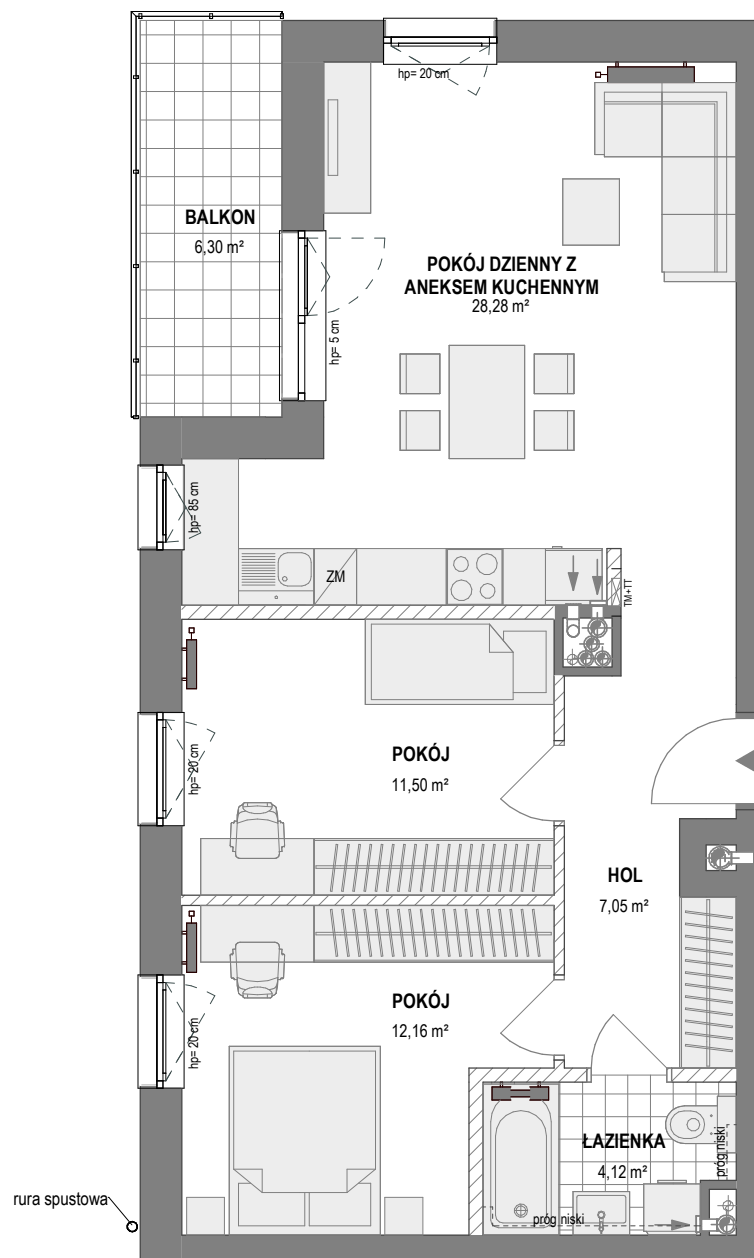 hp= 20 cm
BALKON
6,30 m²
POKÓJ DZIENNY Z
ANEKSEM KUCHENNYM
28,28 m²
hp= 5 cm
hp= 85 cm
ZM
TM+TT
POKÓJ
11,50 m²
hp= 20 cm
HOL
7,05 m²
POKÓJ
12,16 m²
hp= 20 cm
ŁAZIENKA
4,12 m²
próg niski
rura spustowa
próg niski